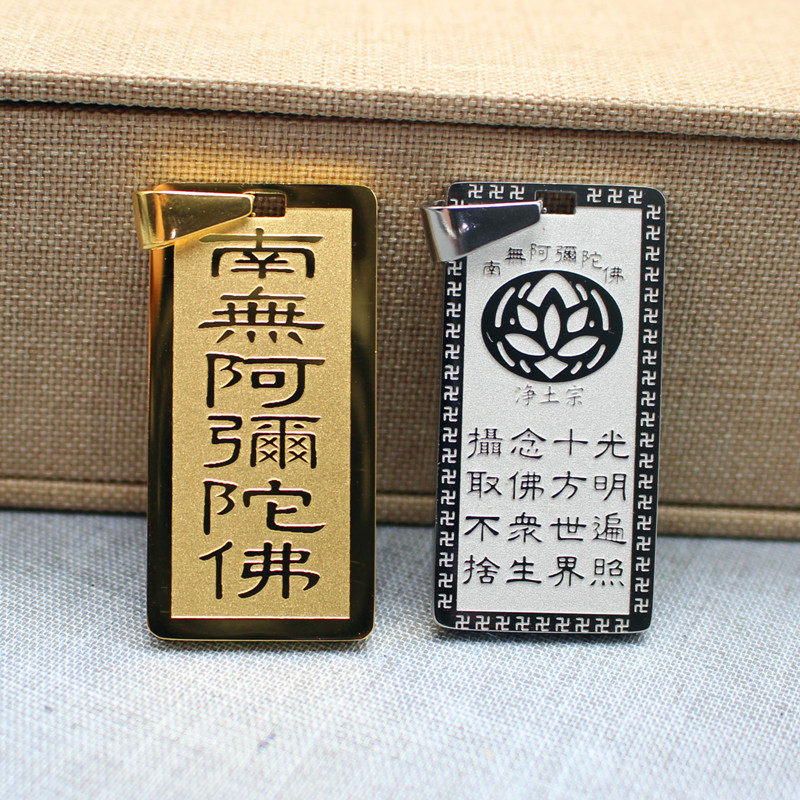 南無阿彌陀佛
南無阿彌陀佛
淨土宗
光明遍照
十方世界
念佛衆生
攝取不捨